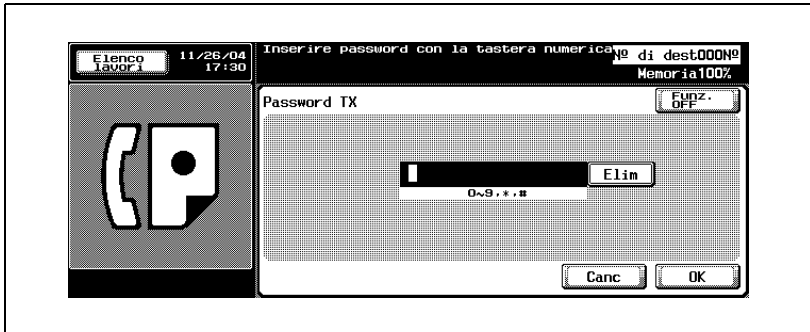 Elenco lavori
11/26/04
17:30
Inserire password con la tastera numerica
Nº di dest000Nº
Memoria100%
Password TX
Funz. OFF
Elim
0~9,*,#
Canc
OK